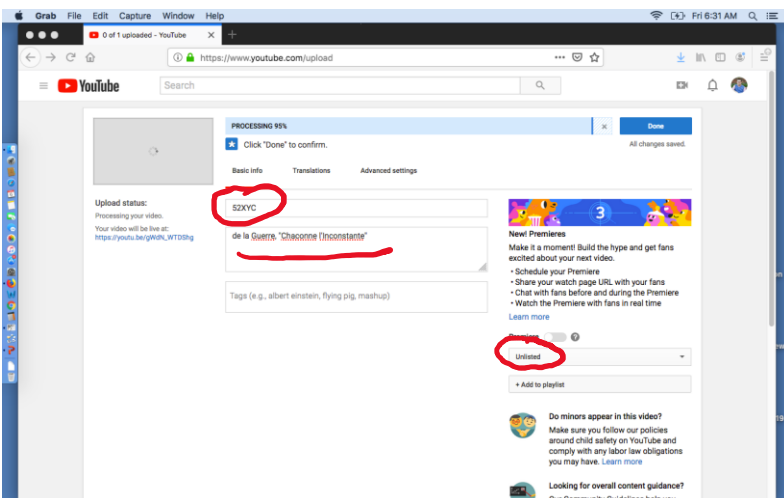 Grab File Edit Capture Window Help Fri 6:31 AM
0 of 1 uploaded - YouTube
https://www.youtube.com/upload
YouTube Search
PROCESSING 95% Done
Click "Done" to confirm. All changes saved.
Basic info Translations Advanced settings
Upload status:
Processing your video.
Your video will be live at:
https://youtu.be/gWdN_WTDShg
52XYC
de la Guerre, "Chaconne l'Inconstante"
Tags (e.g., albert einstein, flying pig, mashup)
3
New! Premieres
Make it a moment! Build the hype and get fans
excited about your next video.
• Schedule your Premiere
• Share your watch page URL with your fans
• Chat with fans before and during the Premiere
• Watch the Premiere with fans in real time
Learn more
Premiere
Unlisted
+ Add to playlist
Do minors appear in this video?
Make sure you follow our policies
around child safety on YouTube and
comply with any labor law obligations
you may have. Learn more
Looking for overall content guidance?
Our Community Guidelines help you